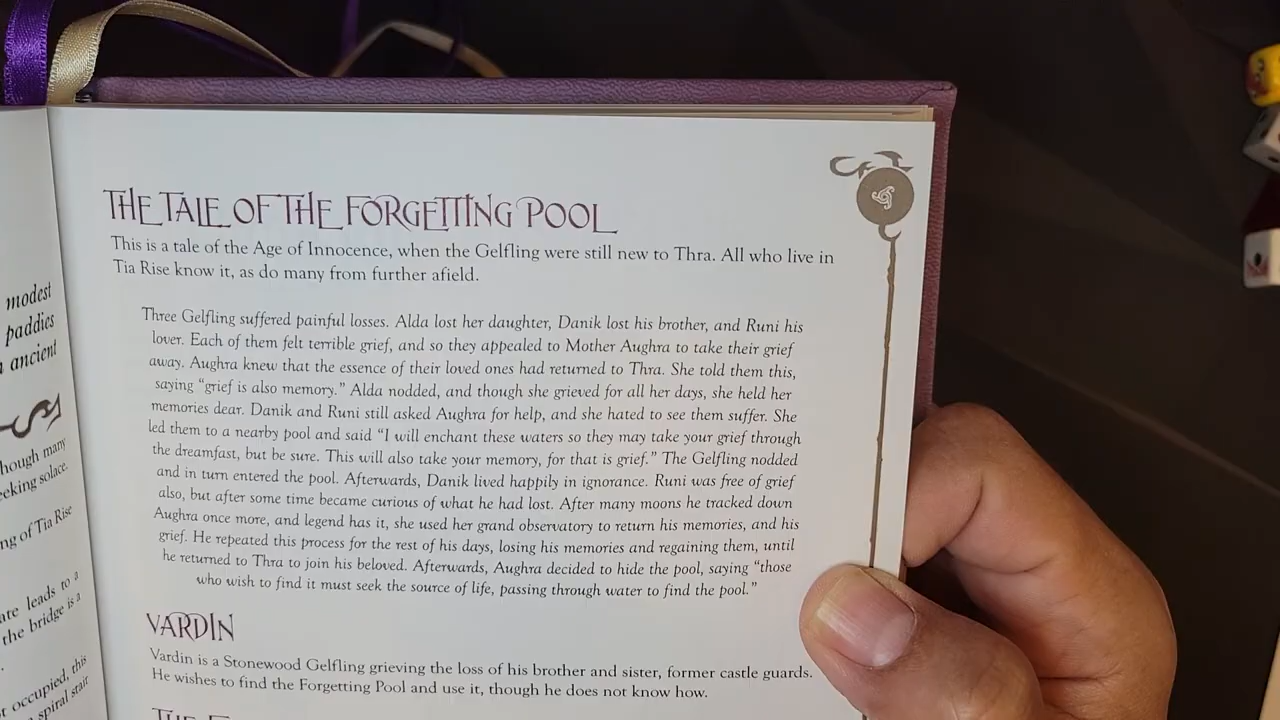 modest
paddies
ancient
hough many
eeking solace.
ng of Tia Rise
ate leads to a
the bridge is a
occupied, this
spiral stair
THE TALE OF THE FORGETTING POOL
This is a tale of the Age of Innocence, when the Gelfling were still new to Thra. All who live in
Tia Rise know it, as do many from further afield.
Three Gelfling suffered painful losses. Alda lost her daughter, Danik lost his brother, and Runi his
lover. Each of them felt terrible grief, and so they appealed to Mother Aughra to take their grief
away. Aughra knew that the essence of their loved ones had returned to Thra. She told them this,
saying “grief is also memory.” Alda nodded, and though she grieved for all her days, she held her
memories dear. Danik and Runi still asked Aughra for help, and she hated to see them suffer. She
led them to a nearby pool and said “I will enchant these waters so they may take your grief through
the dreamfast, but be sure. This will also take your memory, for that is grief.” The Gelfling nodded
and in turn entered the pool. Afterwards, Danik lived happily in ignorance. Runi was free of grief
also, but after some time became curious of what he had lost. After many moons he tracked down
Aughra once more, and legend has it, she used her grand observatory to return his memories, and his
grief. He repeated this process for the rest of his days, losing his memories and regaining them, until
he returned to Thra to join his beloved. Afterwards, Aughra decided to hide the pool, saying “those
who wish to find it must seek the source of life, passing through water to find the pool.”
VARDIN
Vardin is a Stonewood Gelfling grieving the loss of his brother and sister, former castle guards.
He wishes to find the Forgetting Pool and use it, though he does not know how.